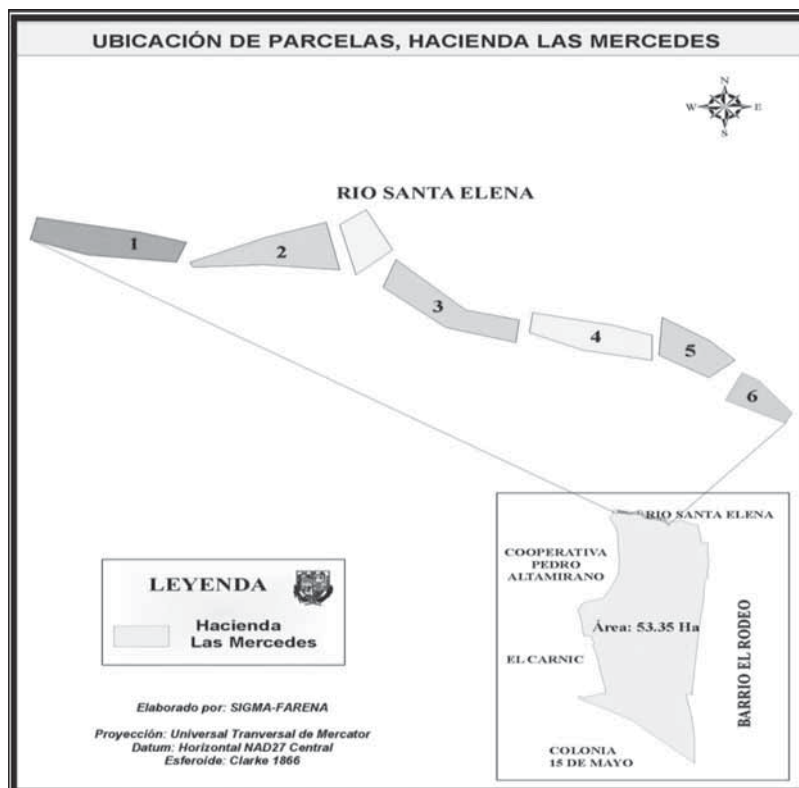 UBICACIÓN DE PARCELAS, HACIENDA LAS MERCEDES
N
W E
S
RIO SANTA ELENA
1
2
3
4
5
6
RIO SANTA ELENA
COOPERATIVA
PEDRO
ALTAMIRANO
Área: 53.35 Ha
EL CARNIC
BARRIO EL RODEO
COLONIA
15 DE MAYO
LEYENDA
Hacienda
Las Mercedes
Elaborado por: SIGMA-FARENA
Proyección: Universal Tranversal de Mercator
Datum: Horizontal NAD27 Central
Esferoide: Clarke 1866